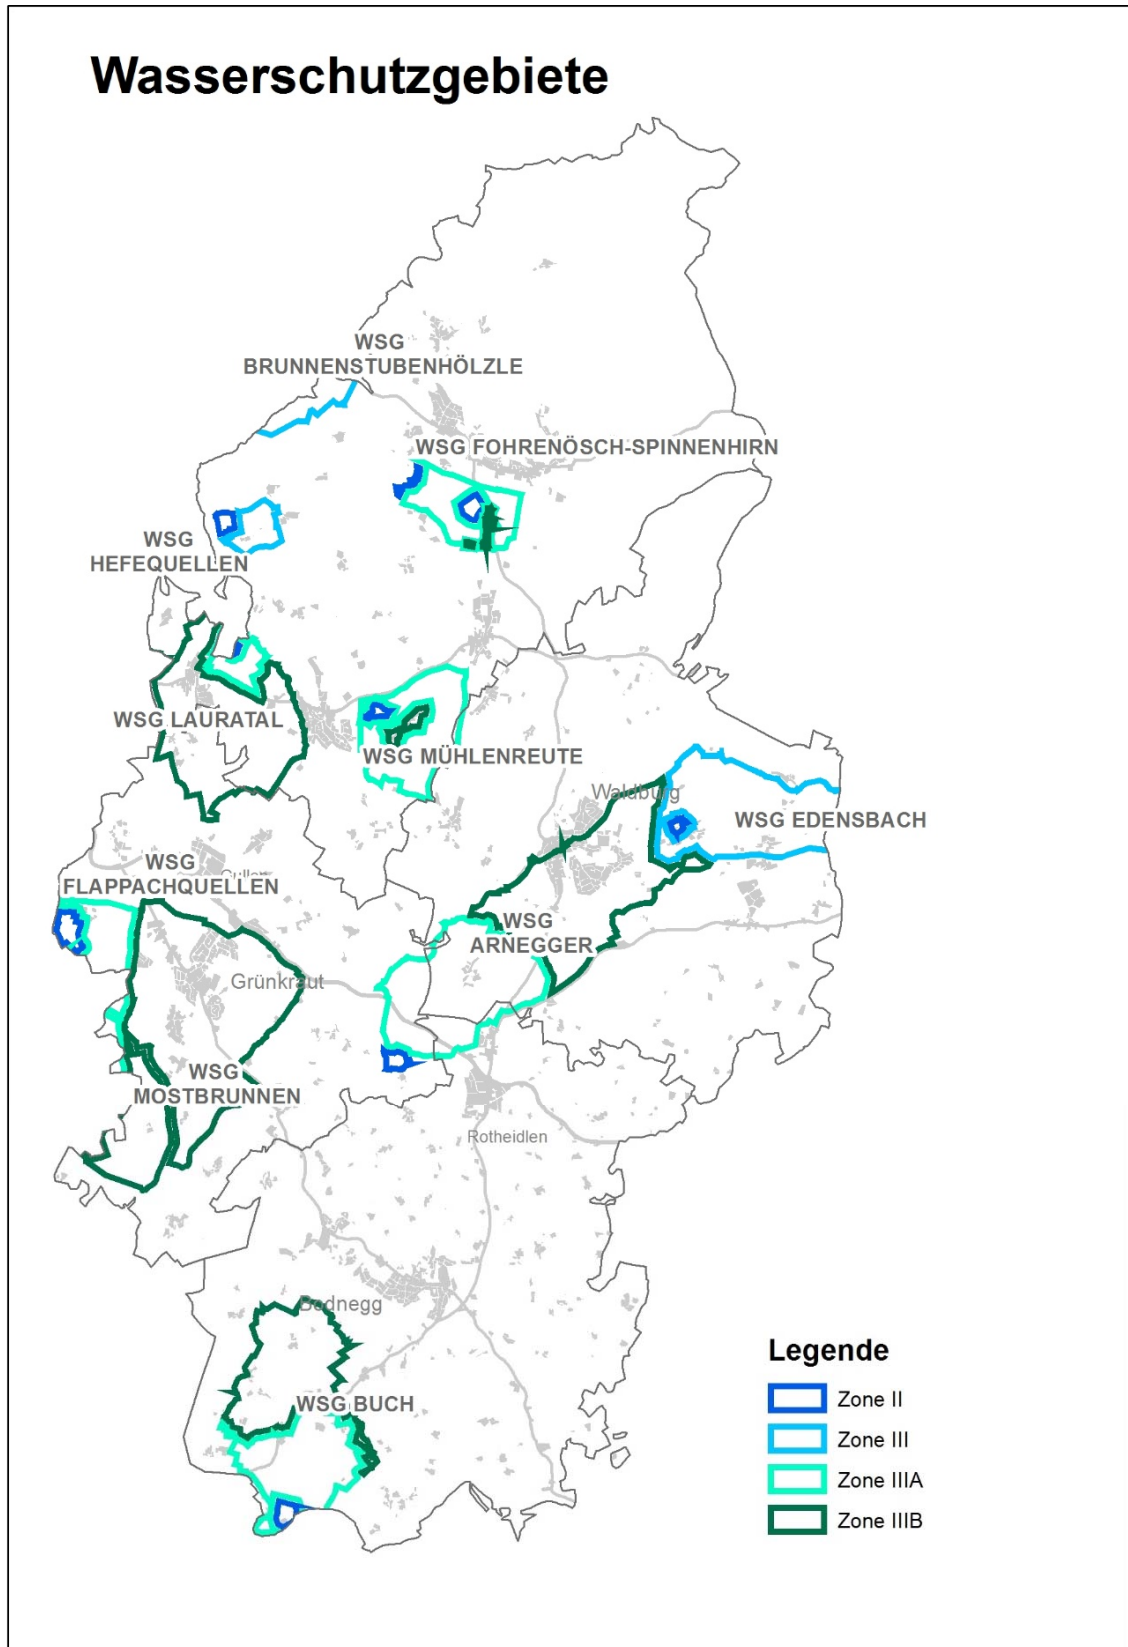 Wasserschutzgebiete
WSG
BRUNNENSTUBENHÖLZLE
WSG FOHRENÖSCH-SPINNENHIRN
WSG
HEFEQUELLEN
WSG LAURATAL
WSG MÜHLENREUTE
Waldburg
WSG EDENSBACH
WSG
FLAPPACHQUELLEN
WSG
ARNEGGER
Grünkraut
WSG
MOSTBRUNNEN
Rotheidlen
Bodnegg
WSG BUCH
Legende
Zone II
Zone III
Zone IIIA
Zone IIIB